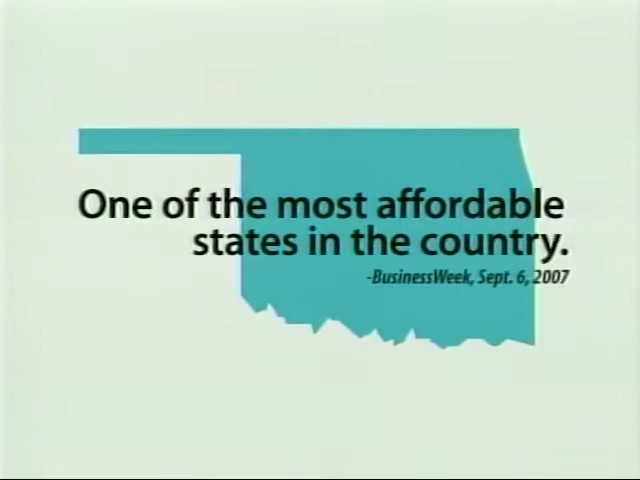 One of the most affordable
states in the country.
-BusinessWeek, Sept. 6, 2007